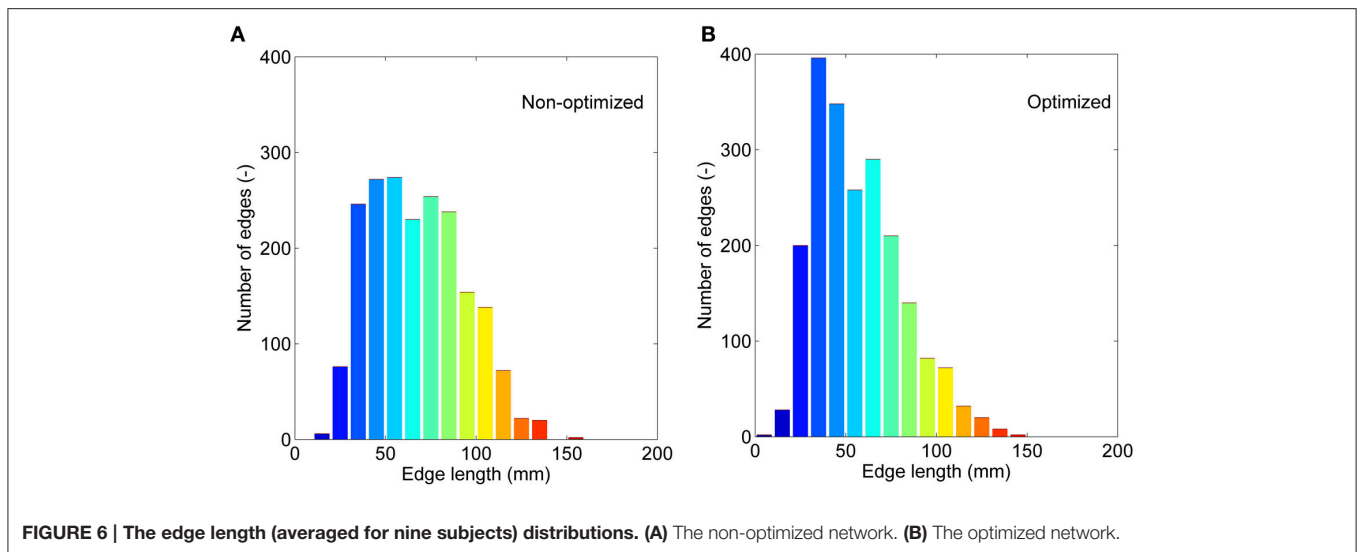 A
400
300
200
100
0
Number of edges (-)
Non-optimized
0 50 100 150 200
Edge length (mm)
B
400
300
200
100
0
Number of edges (-)
Optimized
0 50 100 150 200
Edge length (mm)
FIGURE 6 | The edge length (averaged for nine subjects) distributions. (A) The non-optimized network. (B) The optimized network.